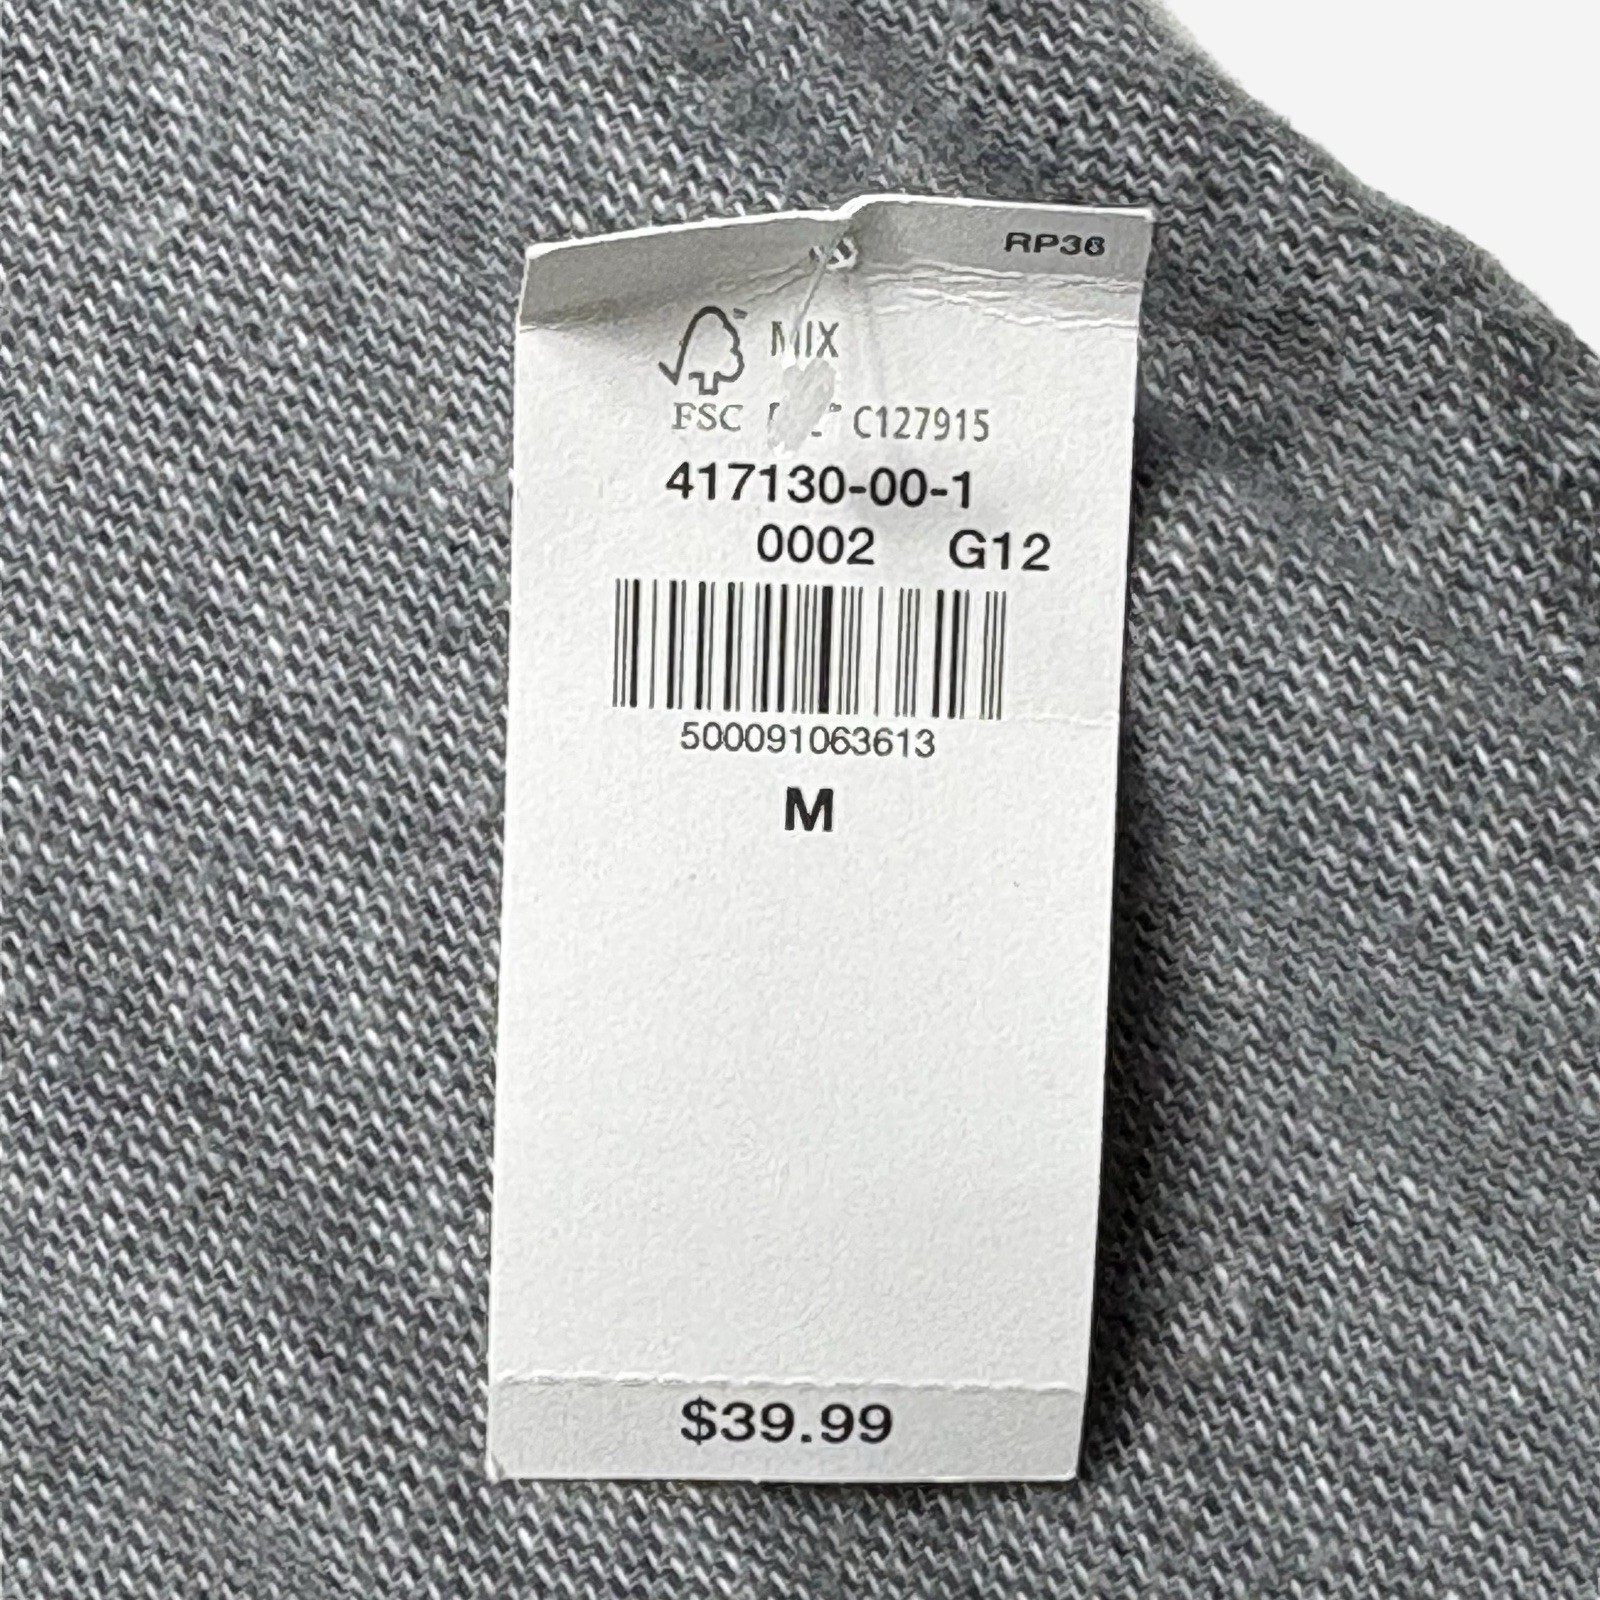 RP36
MIX
FSC C127915
417130-00-1
0002 G12
500091063613
M
$39.99